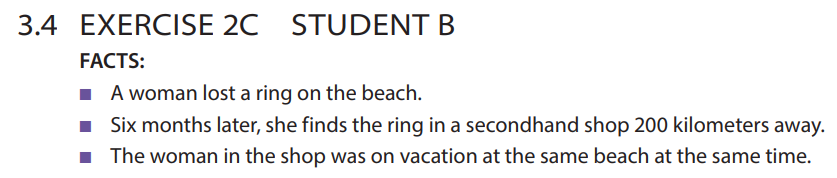 3.4 EXERCISE 2C STUDENT B
FACTS:
■ A woman lost a ring on the beach.
■ Six months later, she finds the ring in a secondhand shop 200 kilometers away.
■ The woman in the shop was on vacation at the same beach at the same time.